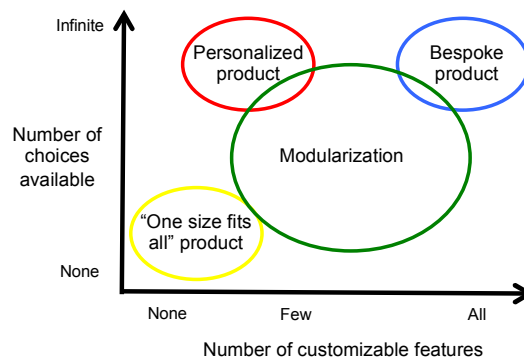 Infinite
Personalized
product
Bespoke
product
Number of
choices
available
Modularization
“One size fits
all” product
None
None
Few
All
Number of customizable features